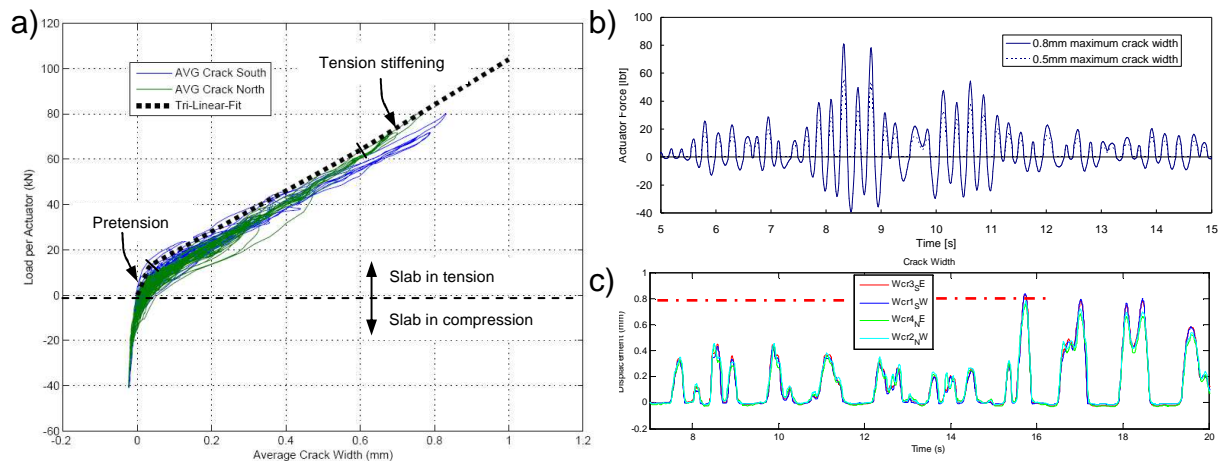 a)
120
100
80
60
40
20
0
-20
-40
-60
-0.2
0
0.2
0.4
0.6
0.8
1
1.2
Load per Actuator (kN)
Average Crack Width (mm)
AVG Crack South
AVG Crack North
Tri-Linear-Fit
Tension stiffening
Pretension
Slab in tension
Slab in compression
b)
100
80
60
40
20
0
-20
-40
5
6
7
8
9
10
11
12
13
14
15
Actuator Force [lbf]
Time [s]
0.8mm maximum crack width
0.5mm maximum crack width
c)
Crack Width
1
0.8
0.6
0.4
0.2
0
-0.2
8
10
12
14
16
18
20
(mm)
Time (s)
Wcr3SE
Wcr1SW
Wcr4NE
Wcr2NW